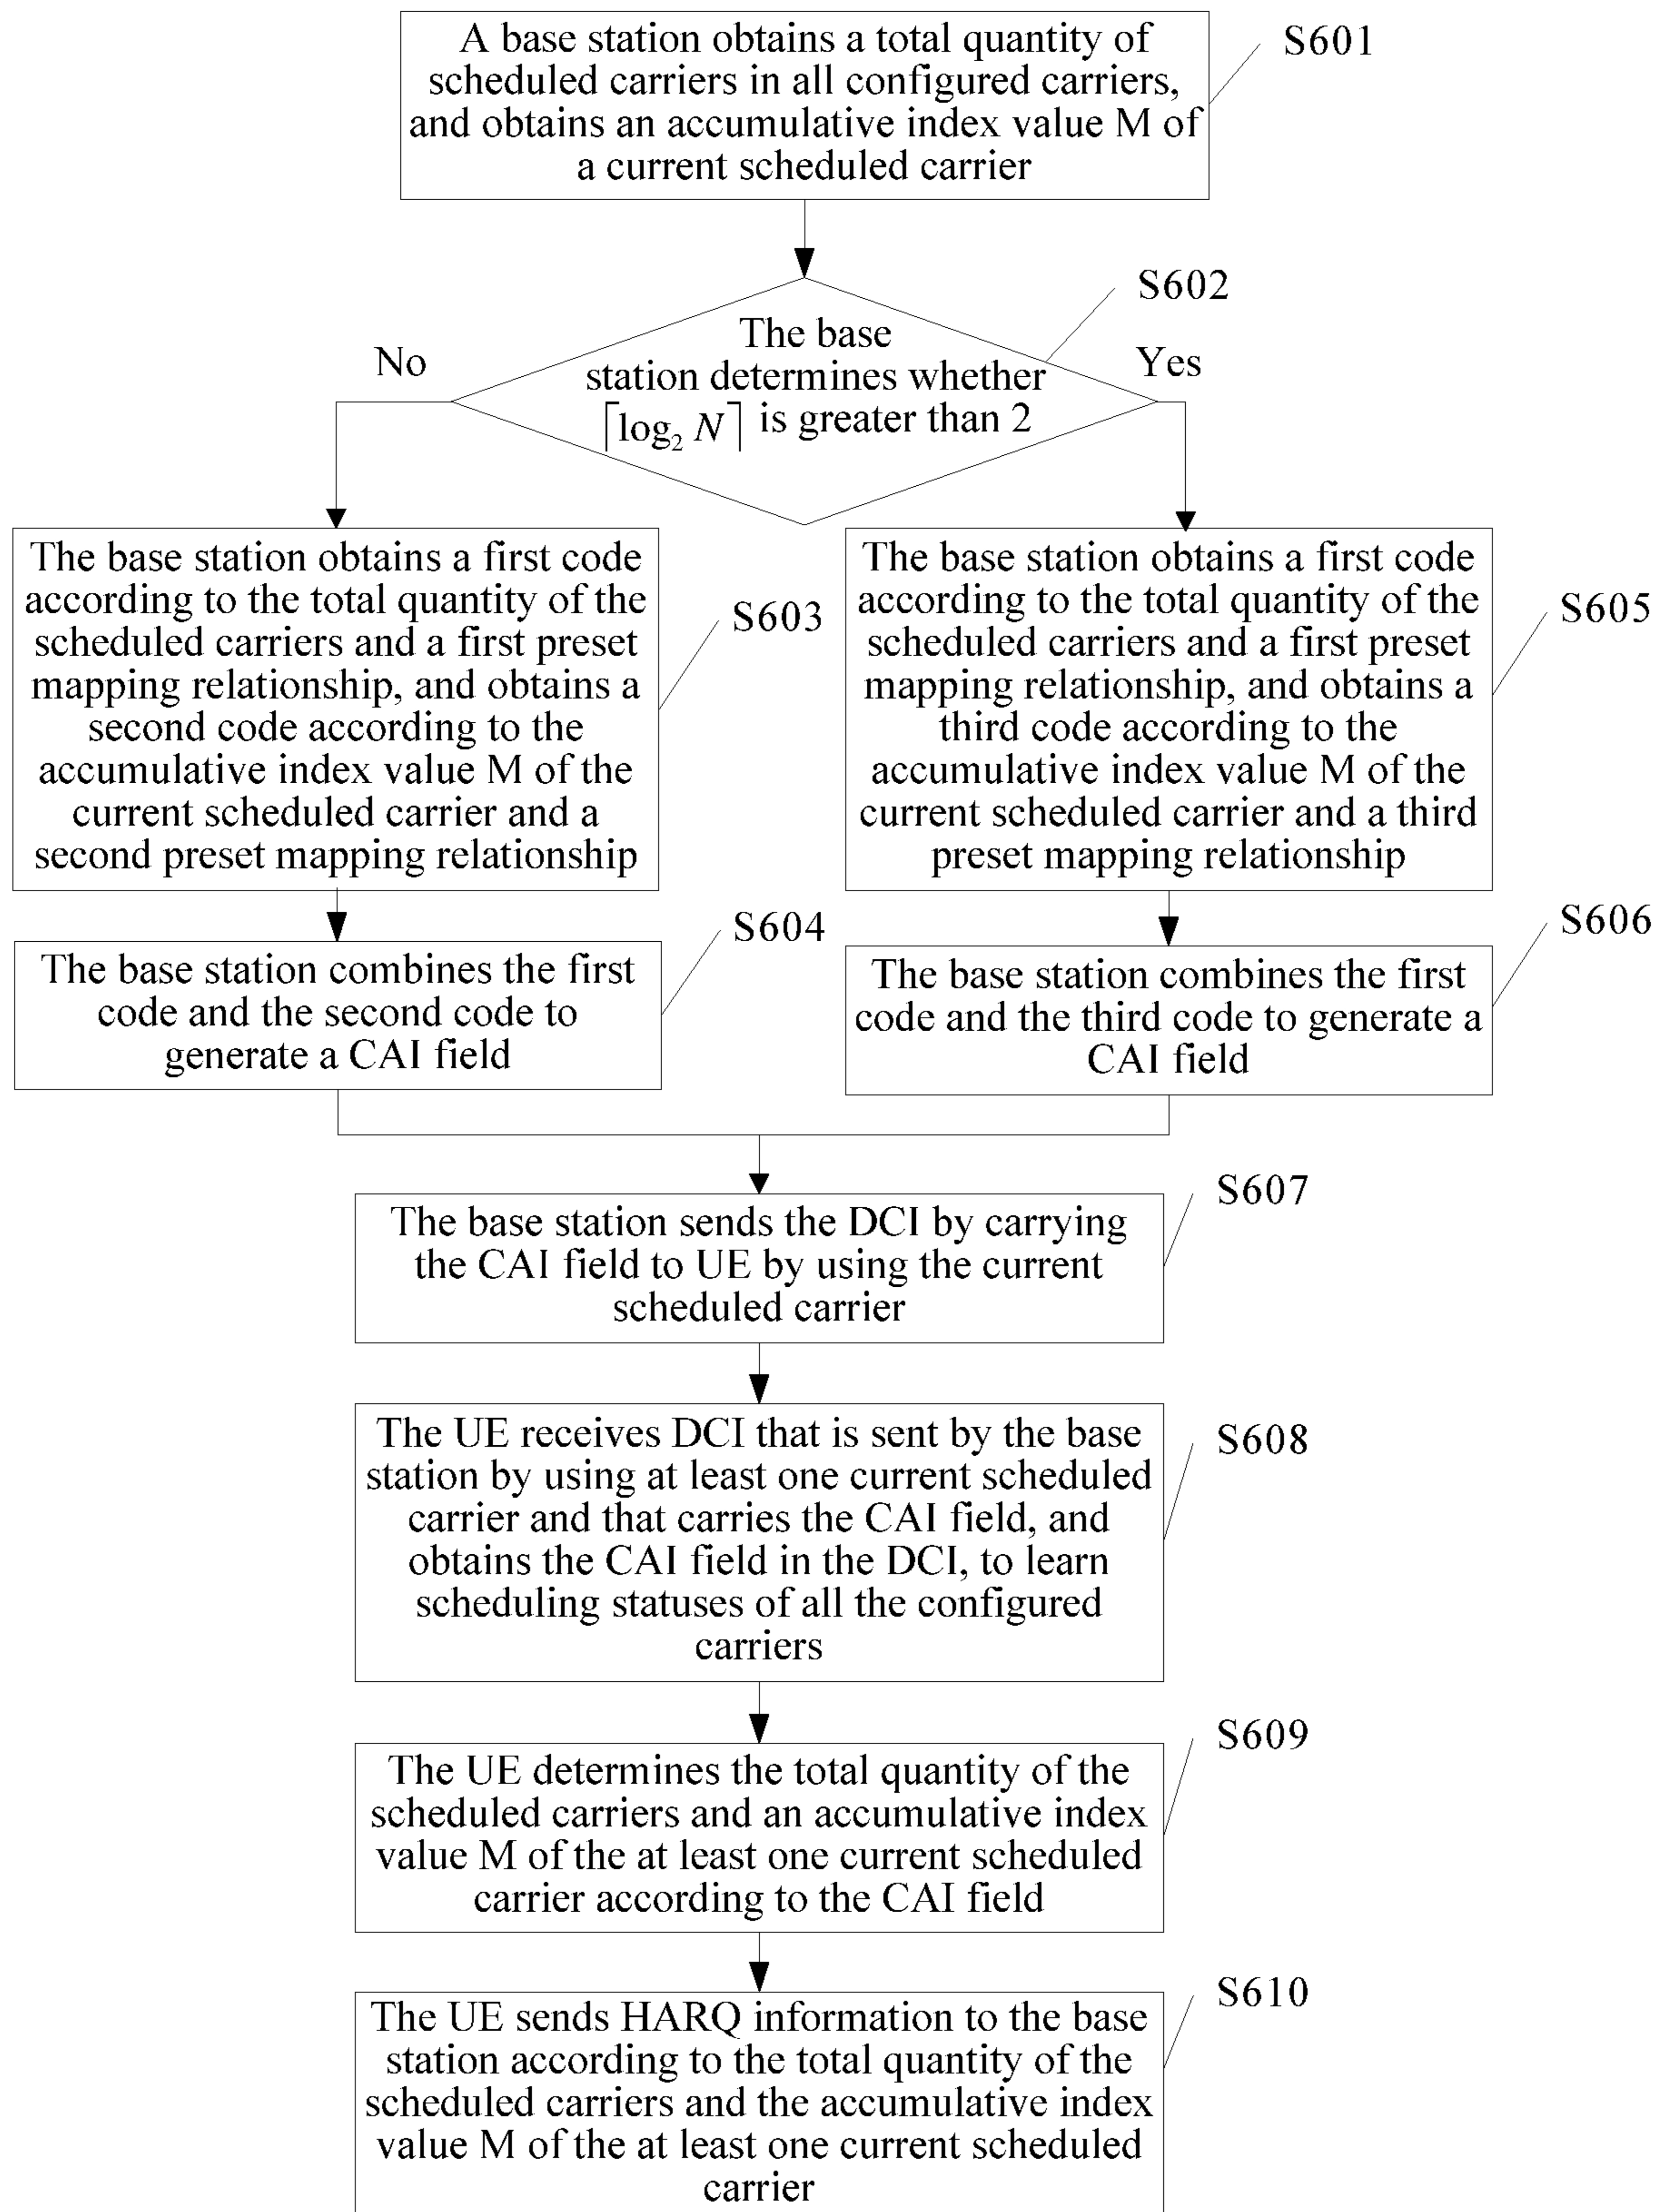 A base station obtains a total quantity of
scheduled carriers in all configured carriers,
and obtains an accumulative index value M of
a current scheduled carrier
S601
S602
The base
station determines whether
⌈log₂ N⌉ is greater than 2
No
Yes
The base station obtains a first code
according to the total quantity of the
scheduled carriers and a first preset
mapping relationship, and obtains a
second code according to the
accumulative index value M of the
current scheduled carrier and a
second preset mapping relationship
S603
The base station obtains a first code
according to the total quantity of the
scheduled carriers and a first preset
mapping relationship, and obtains a
third code according to the
accumulative index value M of the
current scheduled carrier and a third
preset mapping relationship
S605
The base station combines the first
code and the second code to
generate a CAI field
S604
The base station combines the first
code and the third code to generate a
CAI field
S606
The base station sends the DCI by carrying
the CAI field to UE by using the current
scheduled carrier
S607
The UE receives DCI that is sent by the base
station by using at least one current scheduled
carrier and that carries the CAI field, and
obtains the CAI field in the DCI, to learn
scheduling statuses of all the configured
carriers
S608
The UE determines the total quantity of the
scheduled carriers and an accumulative index
value M of the at least one current scheduled
carrier according to the CAI field
S609
The UE sends HARQ information to the base
station according to the total quantity of the
scheduled carriers and the accumulative index
value M of the at least one current scheduled
carrier
S610